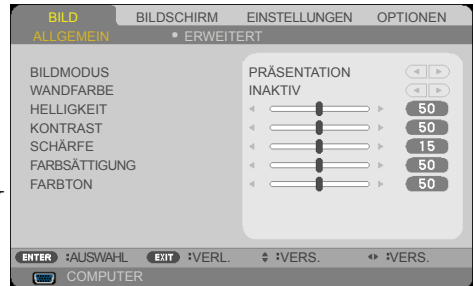 BILD BILDSCHIRM EINSTELLUNGEN OPTIONEN
ALLGEMEIN • ERWEITERT
BILDMODUS PRÄSENTATION
WANDFARBE INAKTIV
HELLIGKEIT 50
KONTRAST 50
SCHÄRFE 15
FARBSÄTTIGUNG 50
FARBTON 50
ENTER :AUSWAHL EXIT :VERL. :VERS. :VERS.
COMPUTER